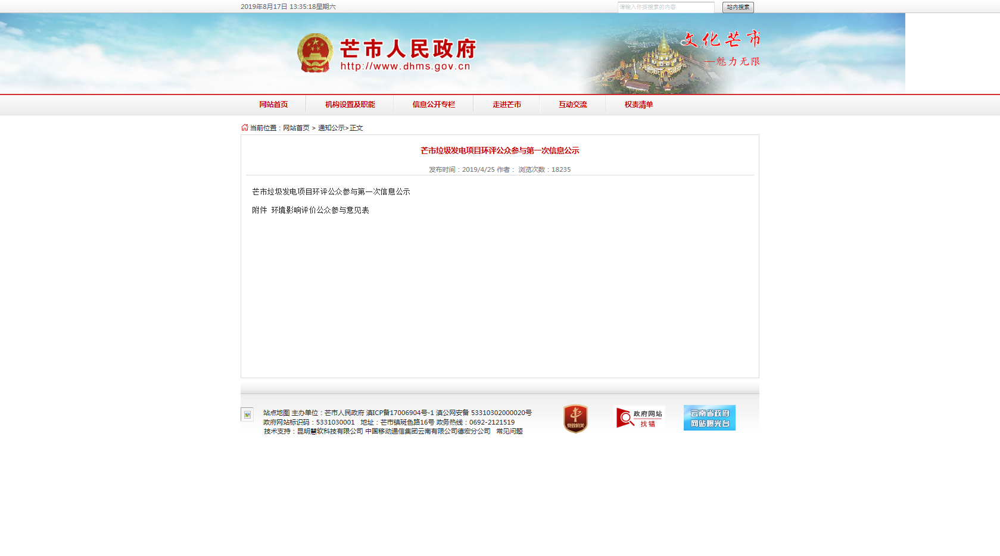 2019年8月17日 13:35:18星期六
请输入你要搜索的内容
站内搜索
芒市人民政府
http://www.dhms.gov.cn
文化芒市
—魅力无限
网站首页 机构设置及职能 信息公开专栏 走进芒市 互动交流 权责清单
当前位置：网站首页 > 通知公示>正文
芒市垃圾发电项目环评公众参与第一次信息公示
发布时间：2019/4/25 作者： 浏览次数：18235
芒市垃圾发电项目环评公众参与第一次信息公示
附件 环境影响评价公众参与意见表
站点地图 主办单位：芒市人民政府 滇ICP备17006904号-1 滇公网安备 53310302000020号
政府网站标识码：5331030001 地址：芒市镇斑色路16号 政务热线：0692-2121519
技术支持：昆明慧软科技有限公司 中国移动通信集团云南有限公司德宏分公司 常见问题
党政机关
政府网站
找错
云南省政府
网站曝光台